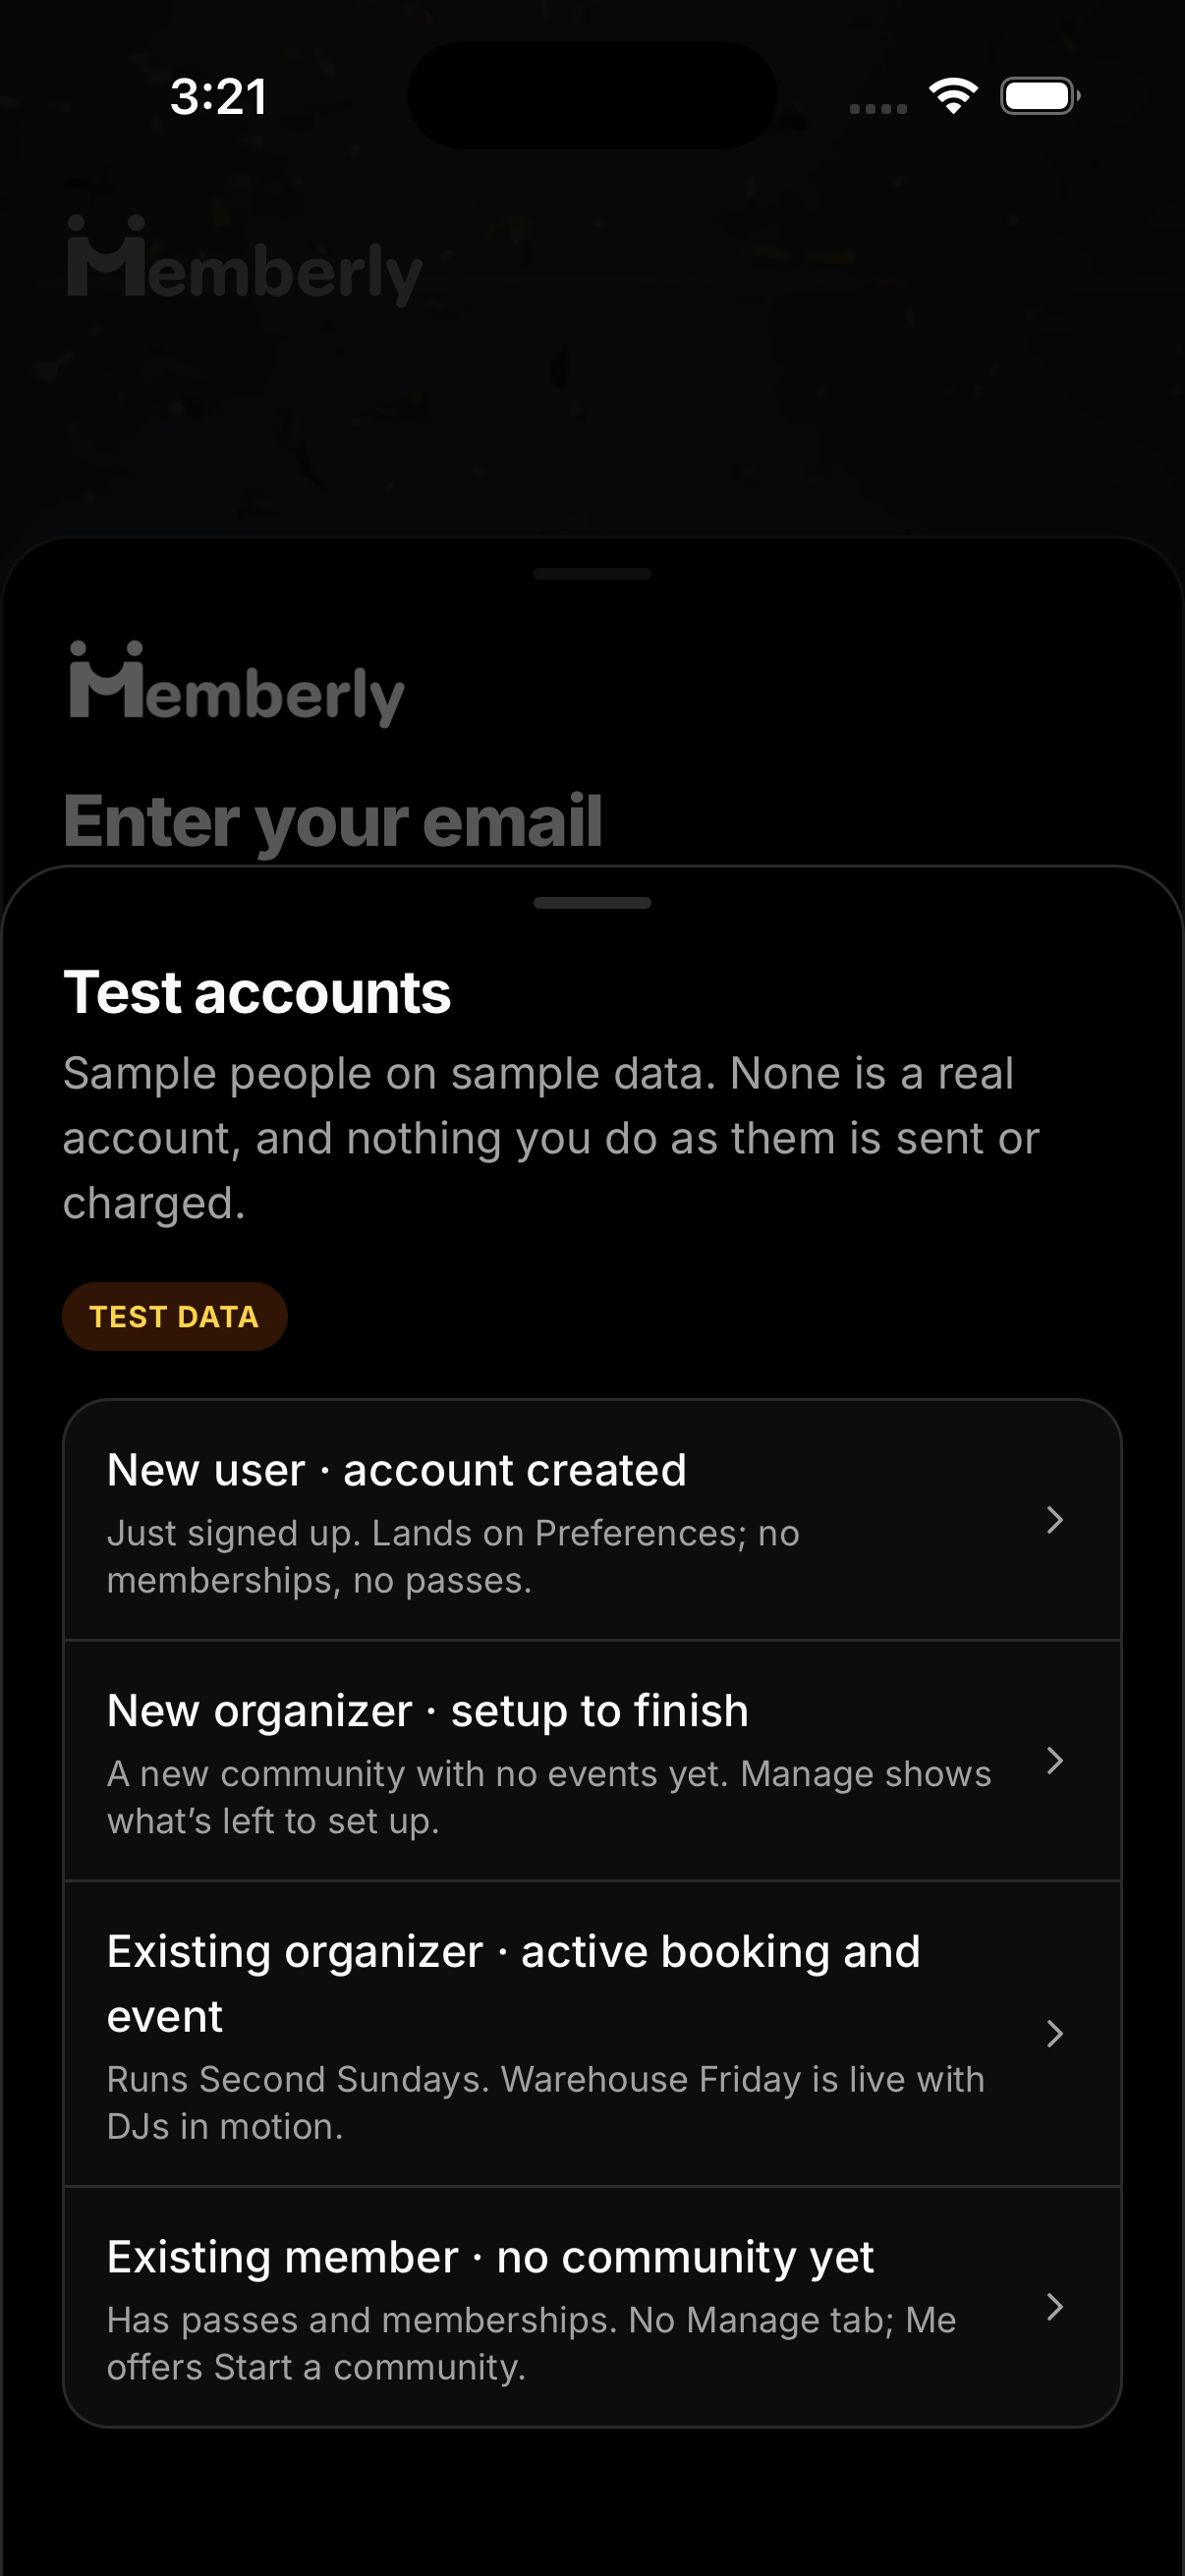 3:21
Memberly
Memberly
Enter your email
Test accounts
Sample people on sample data. None is a real
account, and nothing you do as them is sent or
charged.
TEST DATA
New user · account created
Just signed up. Lands on Preferences; no
memberships, no passes.
New organizer · setup to finish
A new community with no events yet. Manage shows
what’s left to set up.
Existing organizer · active booking and
event
Runs Second Sundays. Warehouse Friday is live with
DJs in motion.
Existing member · no community yet
Has passes and memberships. No Manage tab; Me
offers Start a community.